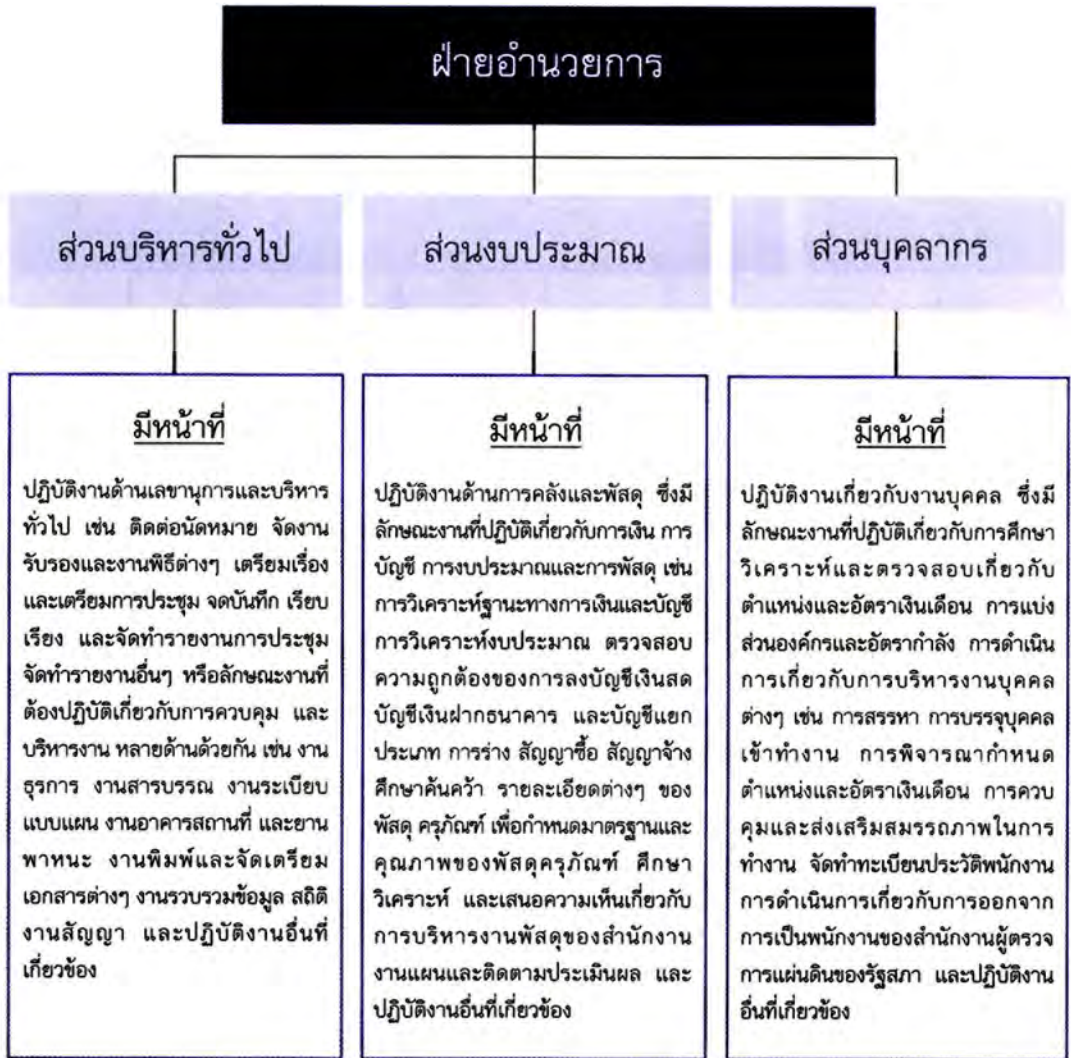 ฝ่ายอำนวยการ
ส่วนบริหารทั่วไป
ส่วนงบประมาณ
ส่วนบุคลากร
มีหน้าที่
ปฏิบัติงานด้านเลขานุการและบริหาร
ทั่วไป เช่น ติดต่อนัดหมาย จัดงาน
รับรองและงานพิธีต่างๆ เตรียมเรื่อง
และเตรียมการประชุม จดบันทึก เรียบ
เรียง และจัดทำรายงานการประชุม
จัดทำรายงานอื่นๆ หรือลักษณะงานที่
ต้องปฏิบัติเกี่ยวกับการควบคุม และ
บริหารงาน หลายด้านด้วยกัน เช่น งาน
ธุรการ งานสารบรรณ งานระเบียบ
แบบแผน งานอาคารสถานที่ และยาน
พาหนะ งานพิมพ์และจัดเตรียม
เอกสารต่างๆ งานรวบรวมข้อมูล สถิติ
งานสัญญา และปฏิบัติงานอื่นที่
เกี่ยวข้อง
มีหน้าที่
ปฏิบัติงานด้านการคลังและพัสดุ ซึ่งมี
ลักษณะงานที่ปฏิบัติเกี่ยวกับการเงิน การ
บัญชี การงบประมาณและการพัสดุ เช่น
การวิเคราะห์ฐานะทางการเงินและบัญชี
การวิเคราะห์งบประมาณ ตรวจสอบ
ความถูกต้องของการลงบัญชีเงินสด
บัญชีเงินฝากธนาคาร และบัญชีแยก
ประเภท การร่าง สัญญาซื้อ สัญญาจ้าง
ศึกษาค้นคว้า รายละเอียดต่างๆ ของ
พัสดุ ครุภัณฑ์ เพื่อกำหนดมาตรฐานและ
คุณภาพของพัสดุครุภัณฑ์ ศึกษา
วิเคราะห์ และเสนอความเห็นเกี่ยวกับ
การบริหารงานพัสดุของสำนักงาน
งานแผนและติดตามประเมินผล และ
ปฏิบัติงานอื่นที่เกี่ยวข้อง
มีหน้าที่
ปฏิบัติงานเกี่ยวกับงานบุคคล ซึ่งมี
ลักษณะงานที่ปฏิบัติเกี่ยวกับการศึกษา
วิเคราะห์และตรวจสอบเกี่ยวกับ
ตำแหน่งและอัตราเงินเดือน การแบ่ง
ส่วนองค์กรและอัตรากำลัง การดำเนิน
การเกี่ยวกับการบริหารงานบุคคล
ต่างๆ เช่น การสรรหา การบรรจุบุคคล
เข้าทำงาน การพิจารณากำหนด
ตำแหน่งและอัตราเงินเดือน การควบ
คุมและส่งเสริมสมรรถภาพในการ
ทำงาน จัดทำทะเบียนประวัติพนักงาน
การดำเนินการเกี่ยวกับการออกจาก
การเป็นพนักงานของสำนักงานผู้ตรวจ
การแผ่นดินของรัฐสภา และปฏิบัติงาน
อื่นที่เกี่ยวข้อง